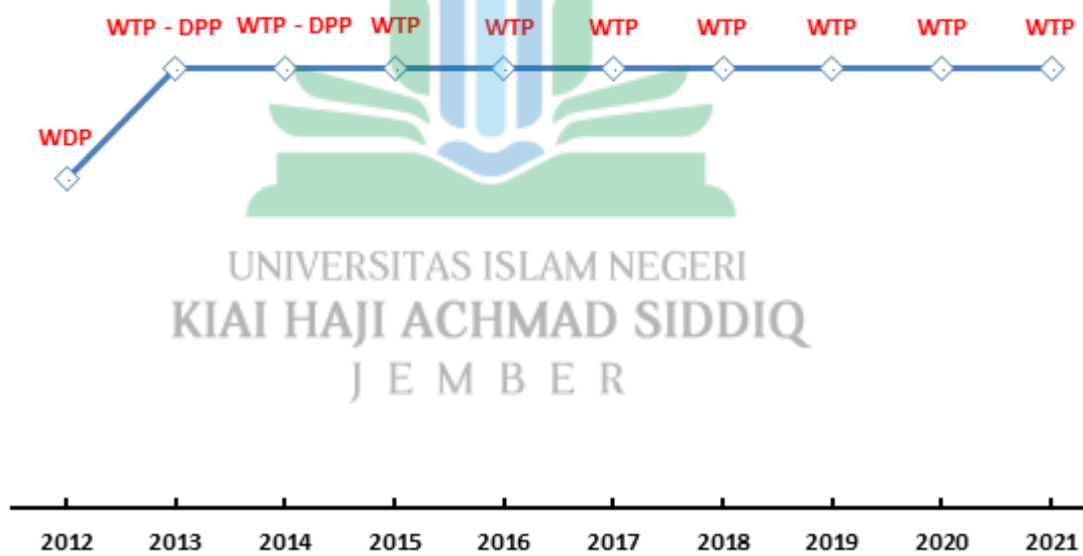 WTP - DPP WTP - DPP WTP WTP WTP WTP WTP WTP WTP
WDP
UNIVERSITAS ISLAM NEGERI
KIAI HAJI ACHMAD SIDDIQ
J E M B E R
2012 2013 2014 2015 2016 2017 2018 2019 2020 2021